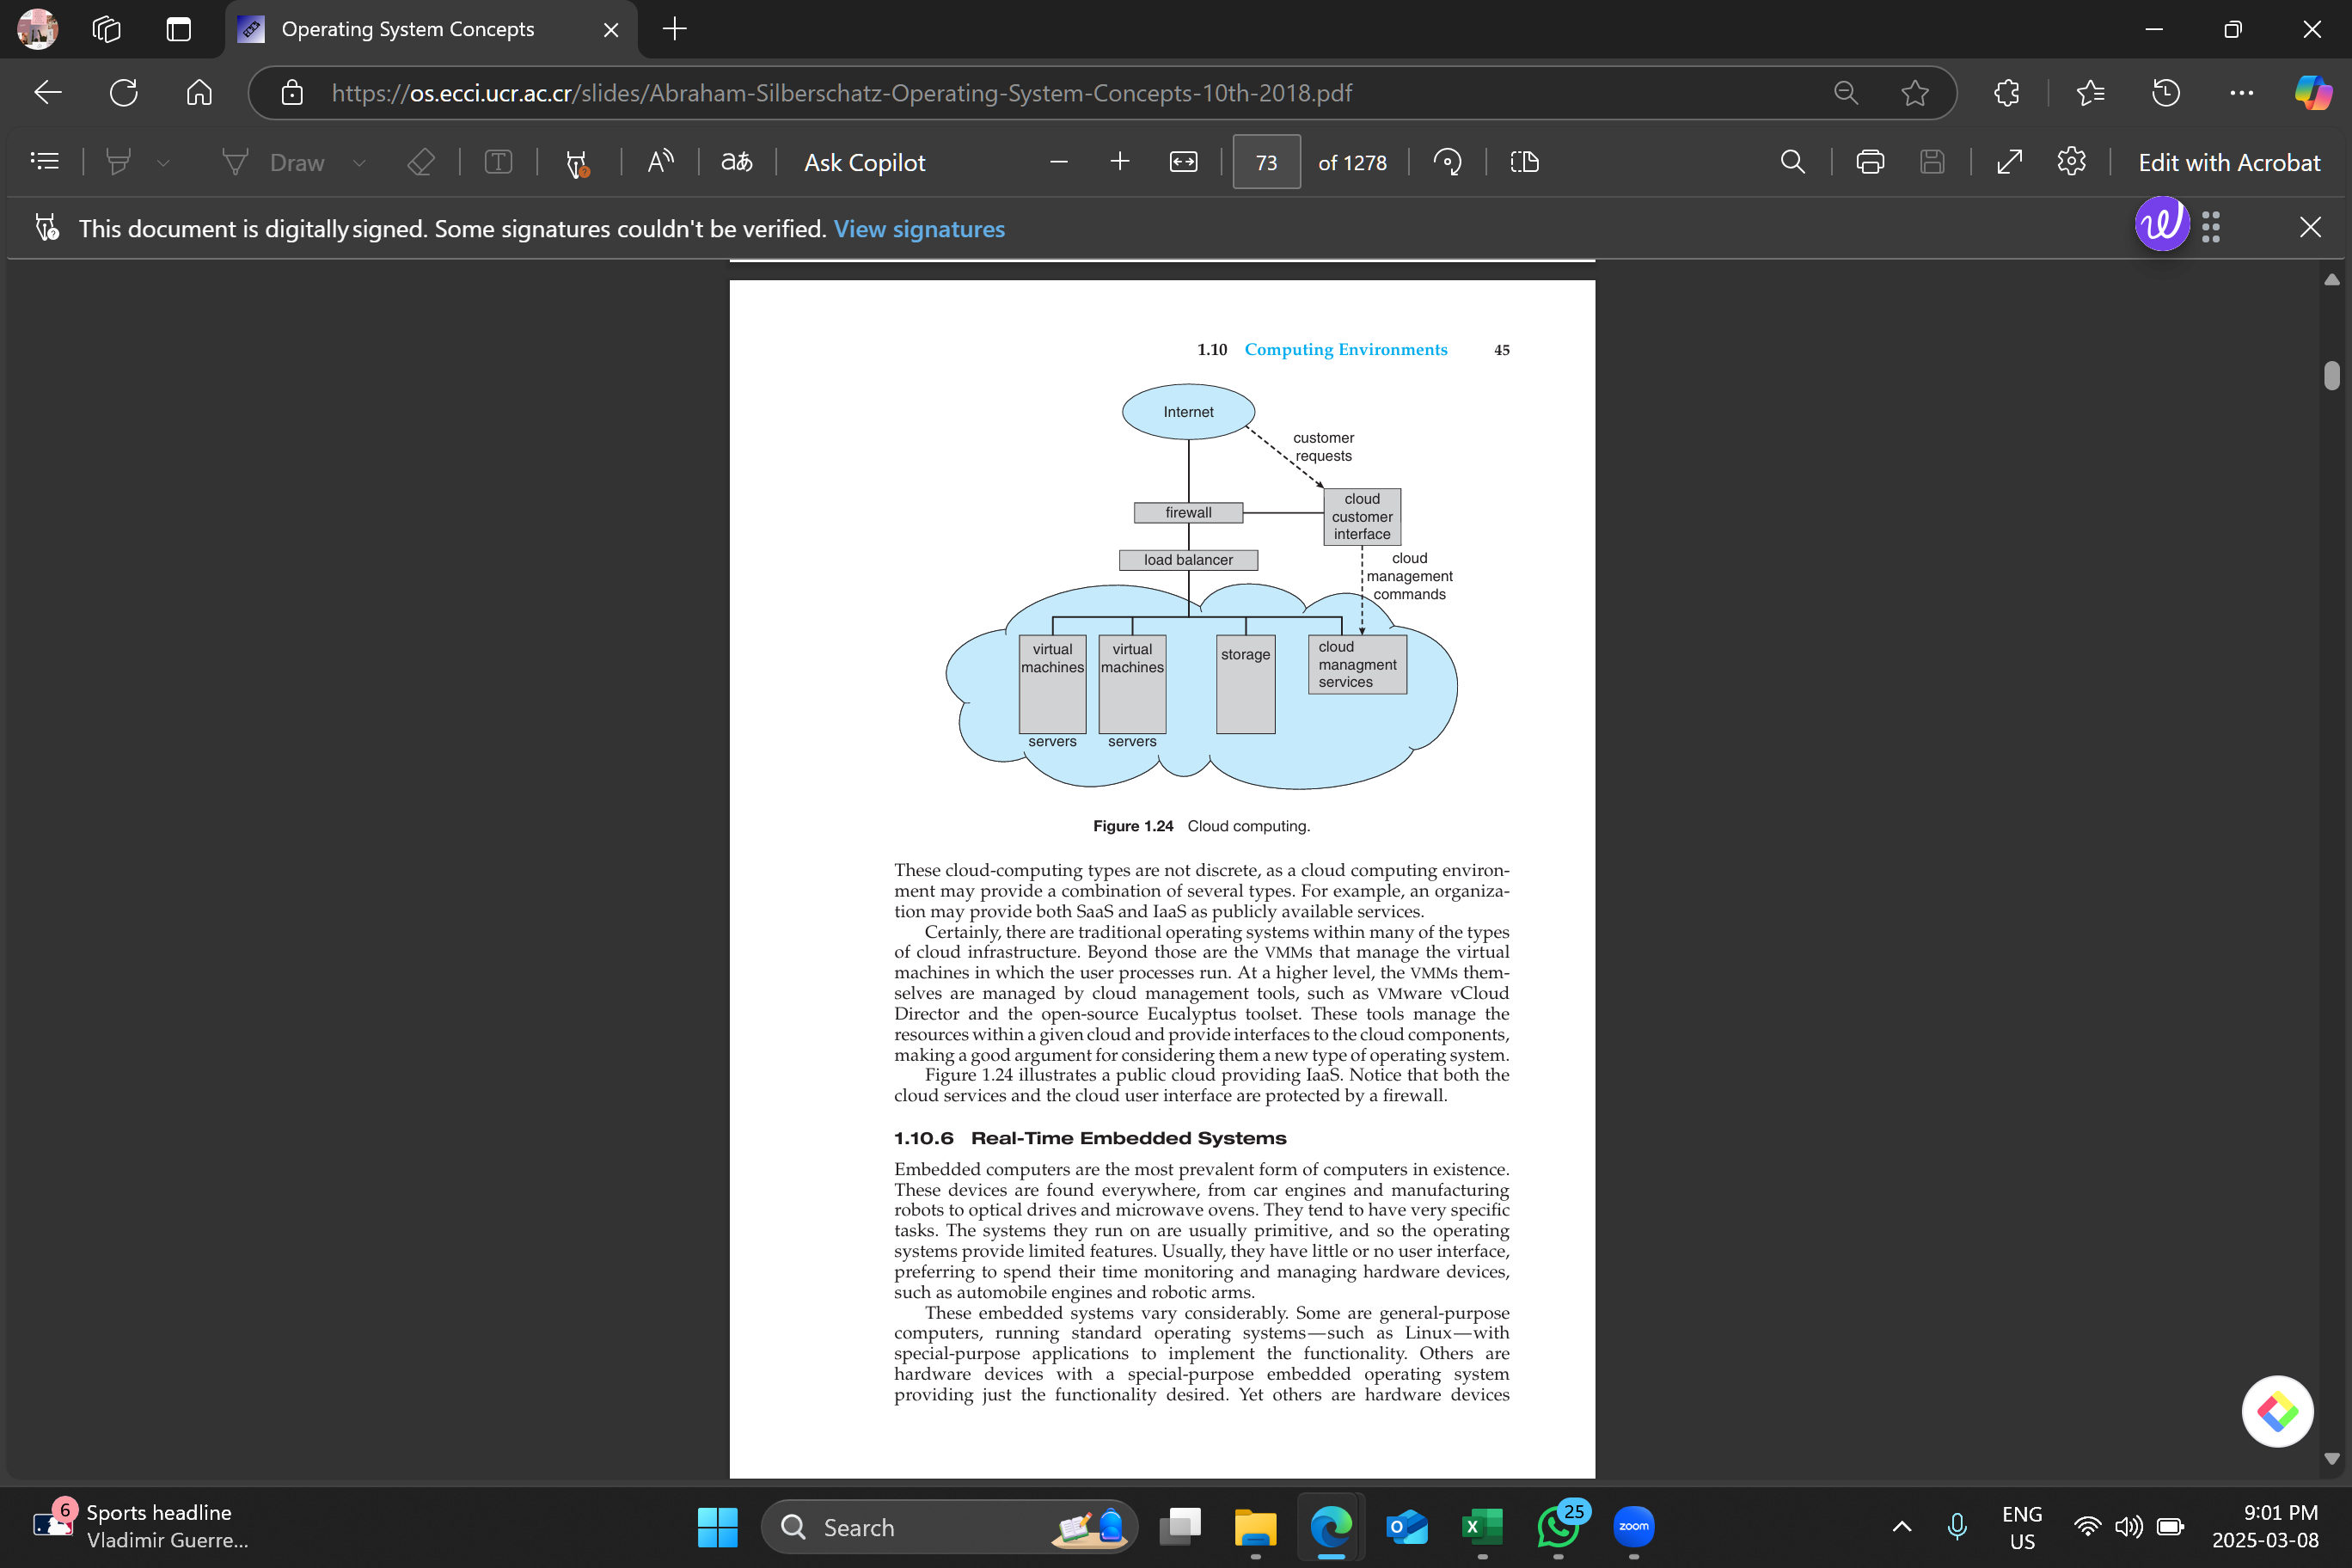 Operating System Concepts
https://os.ecci.ucr.ac.cr/slides/Abraham-Silberschatz-Operating-System-Concepts-10th-2018.pdf
Draw
T
A
aあ
Ask Copilot
73
of 1278
Edit with Acrobat
This document is digitally signed. Some signatures couldn't be verified. View signatures
1.10 Computing Environments 45
Internet
customer
requests
firewall
cloud
customer
interface
load balancer
cloud
management
commands
virtual
machines
virtual
machines
storage
cloud
managment
services
servers
servers
Figure 1.24 Cloud computing.
These cloud-computing types are not discrete, as a cloud computing environ-
ment may provide a combination of several types. For example, an organiza-
tion may provide both SaaS and IaaS as publicly available services.
Certainly, there are traditional operating systems within many of the types
of cloud infrastructure. Beyond those are the VMMs that manage the virtual
machines in which the user processes run. At a higher level, the VMMs them-
selves are managed by cloud management tools, such as VMware vCloud
Director and the open-source Eucalyptus toolset. These tools manage the
resources within a given cloud and provide interfaces to the cloud components,
making a good argument for considering them a new type of operating system.
Figure 1.24 illustrates a public cloud providing IaaS. Notice that both the
cloud services and the cloud user interface are protected by a firewall.
1.10.6 Real-Time Embedded Systems
Embedded computers are the most prevalent form of computers in existence.
These devices are found everywhere, from car engines and manufacturing
robots to optical drives and microwave ovens. They tend to have very specific
tasks. The systems they run on are usually primitive, and so the operating
systems provide limited features. Usually, they have little or no user interface,
preferring to spend their time monitoring and managing hardware devices,
such as automobile engines and robotic arms.
These embedded systems vary considerably. Some are general-purpose
computers, running standard operating systems—such as Linux—with
special-purpose applications to implement the functionality. Others are
hardware devices with a special-purpose embedded operating system
providing just the functionality desired. Yet others are hardware devices
6
Sports headline
Vladimir Guerre...
Search
25
zoom
ENG
US
9:01 PM
2025-03-08